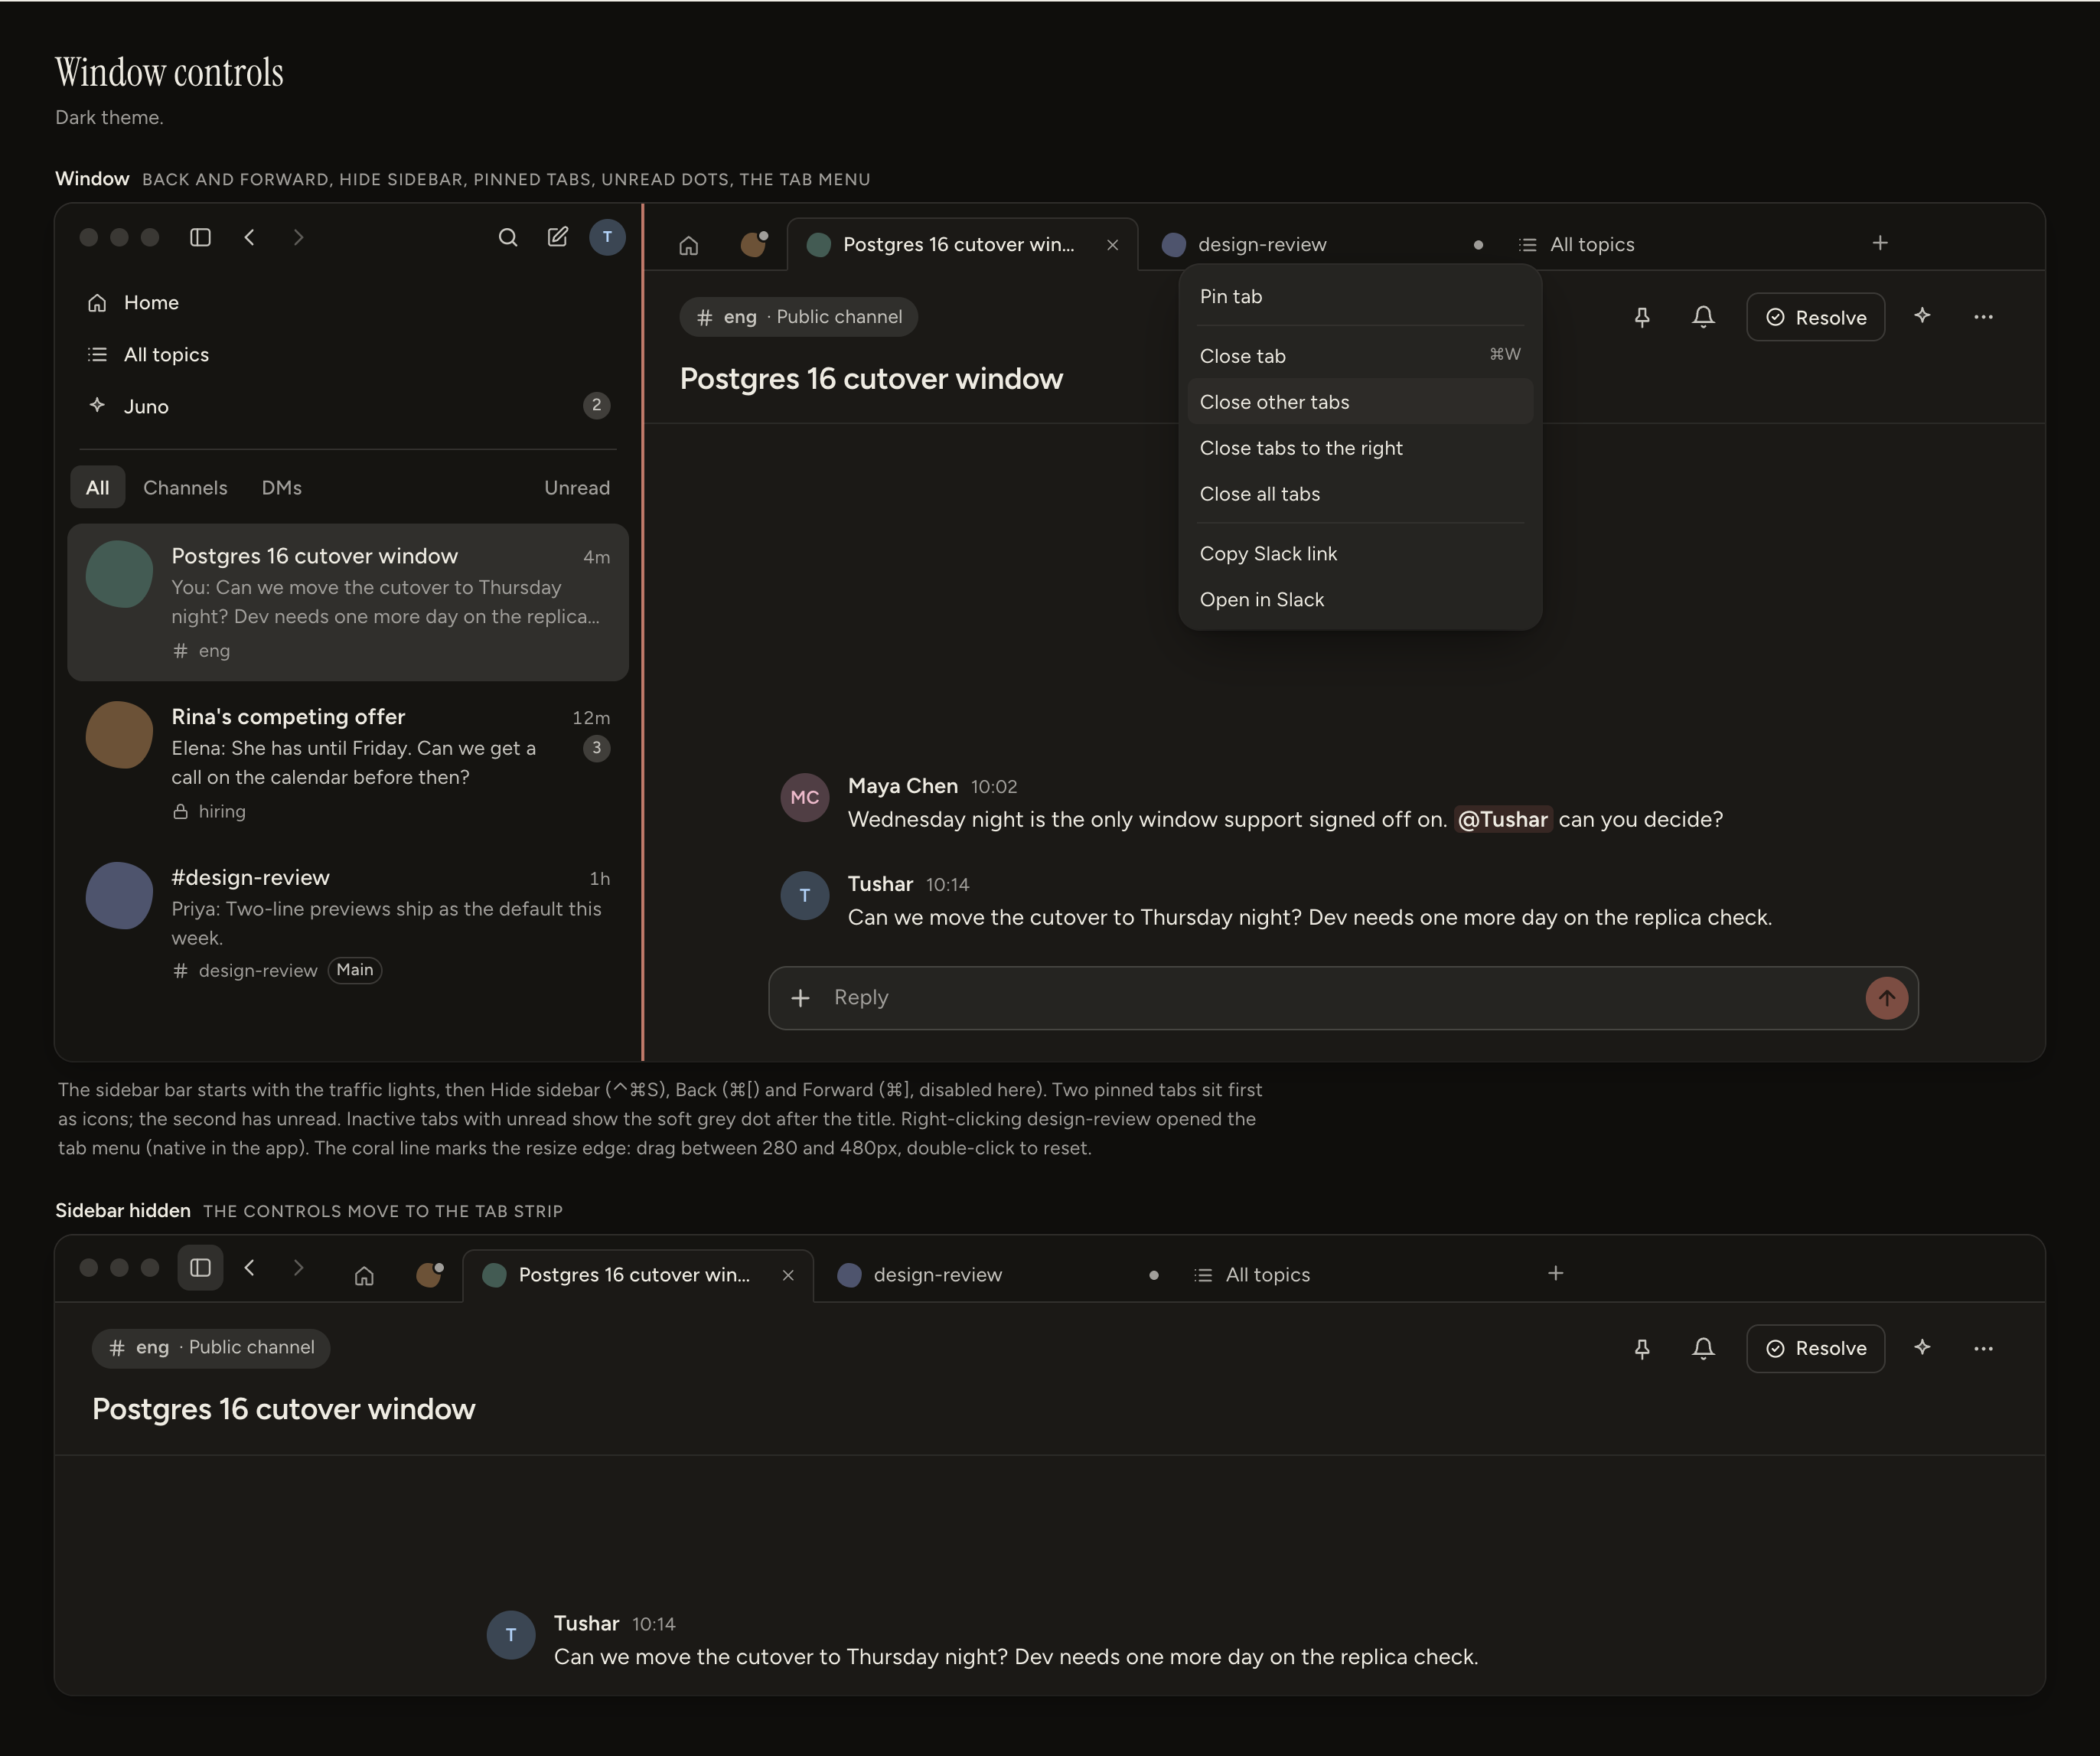 Window controls
Dark theme.
Window BACK AND FORWARD, HIDE SIDEBAR, PINNED TABS, UNREAD DOTS, THE TAB MENU
T
Home
All topics
Juno 2
All Channels DMs Unread
Postgres 16 cutover window 4m
You: Can we move the cutover to Thursday
night? Dev needs one more day on the replica...
# eng
Rina's competing offer 12m
Elena: She has until Friday. Can we get a 3
call on the calendar before then?
hiring
#design-review 1h
Priya: Two-line previews ship as the default this
week.
# design-review Main
Postgres 16 cutover win... design-review All topics
# eng · Public channel
Resolve
Postgres 16 cutover window
Pin tab
Close tab ⌘W
Close other tabs
Close tabs to the right
Close all tabs
Copy Slack link
Open in Slack
MC
Maya Chen 10:02
Wednesday night is the only window support signed off on. @Tushar can you decide?
T
Tushar 10:14
Can we move the cutover to Thursday night? Dev needs one more day on the replica check.
Reply
The sidebar bar starts with the traffic lights, then Hide sidebar (^⌘S), Back (⌘[) and Forward (⌘], disabled here). Two pinned tabs sit first
as icons; the second has unread. Inactive tabs with unread show the soft grey dot after the title. Right-clicking design-review opened the
tab menu (native in the app). The coral line marks the resize edge: drag between 280 and 480px, double-click to reset.
Sidebar hidden THE CONTROLS MOVE TO THE TAB STRIP
Postgres 16 cutover win... design-review All topics
# eng · Public channel
Resolve
Postgres 16 cutover window
T
Tushar 10:14
Can we move the cutover to Thursday night? Dev needs one more day on the replica check.